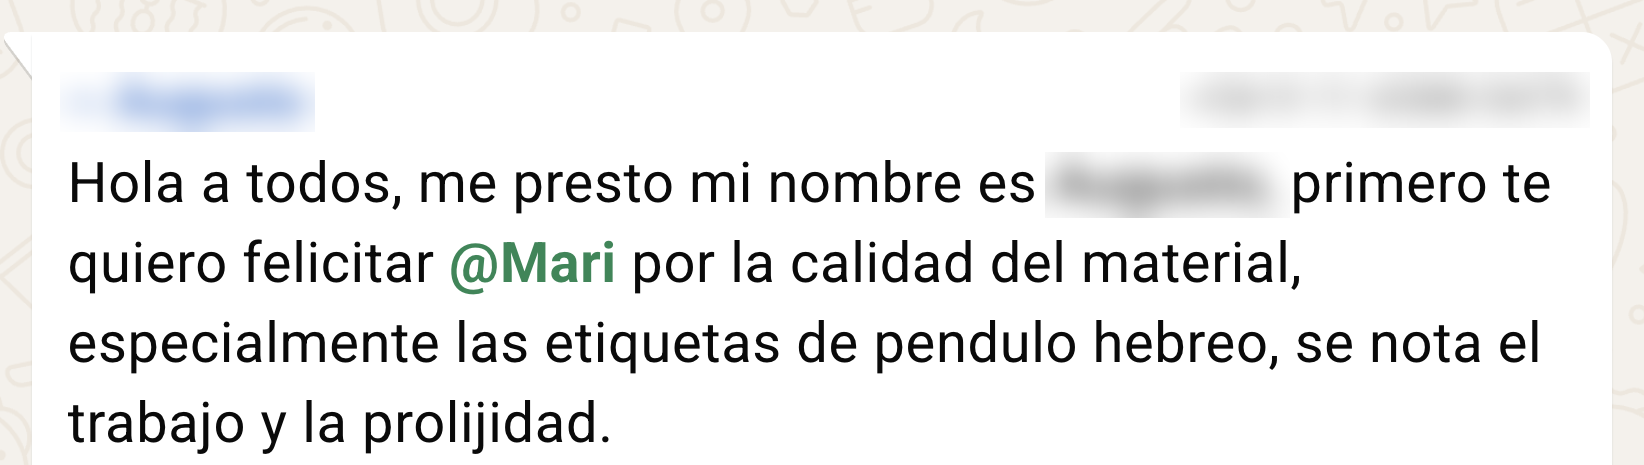 Hola a todos, me presto mi nombre es primero te
quiero felicitar @Mari por la calidad del material,
especialmente las etiquetas de pendulo hebreo, se nota el
trabajo y la prolijidad.